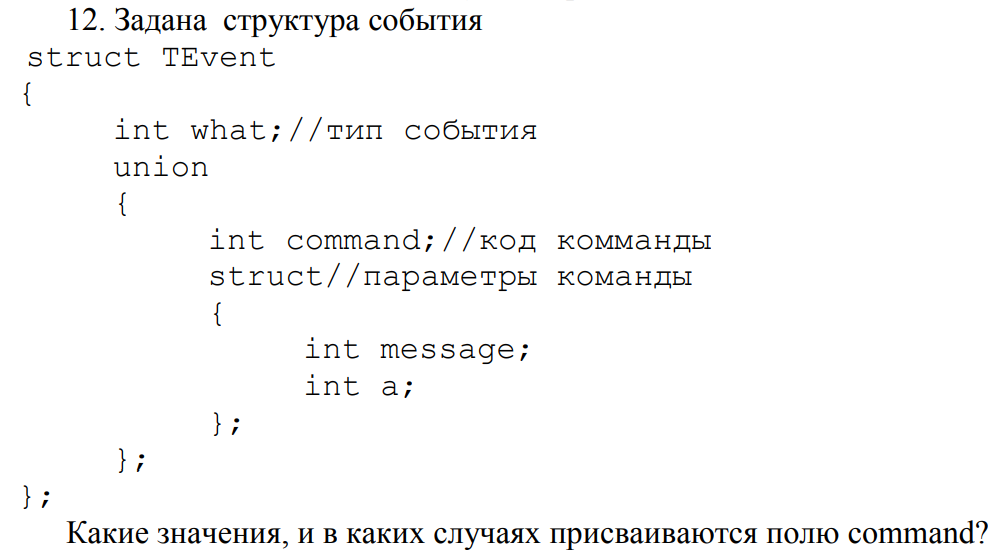 12. Задана структура события
struct TEvent
{
int what;//тип события
union
{
int command;//код комманды
struct//параметры команды
{
int message;
int a;
};
};
};
Какие значения, и в каких случаях присваиваются полю command?